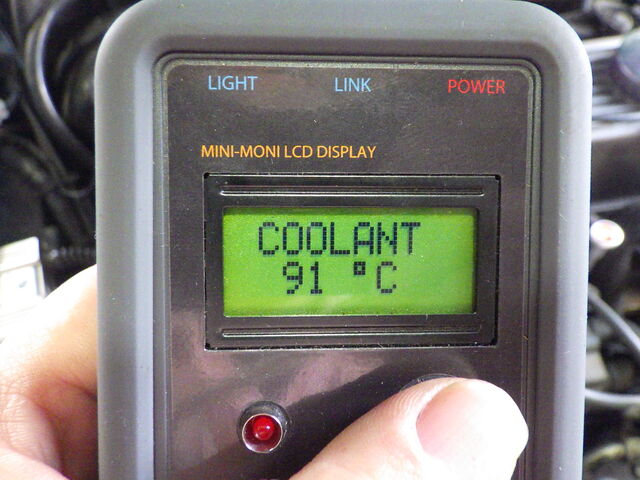 LIGHT LINK POWER
MINI-MONI LCD DISPLAY
COOLANT
91 °C